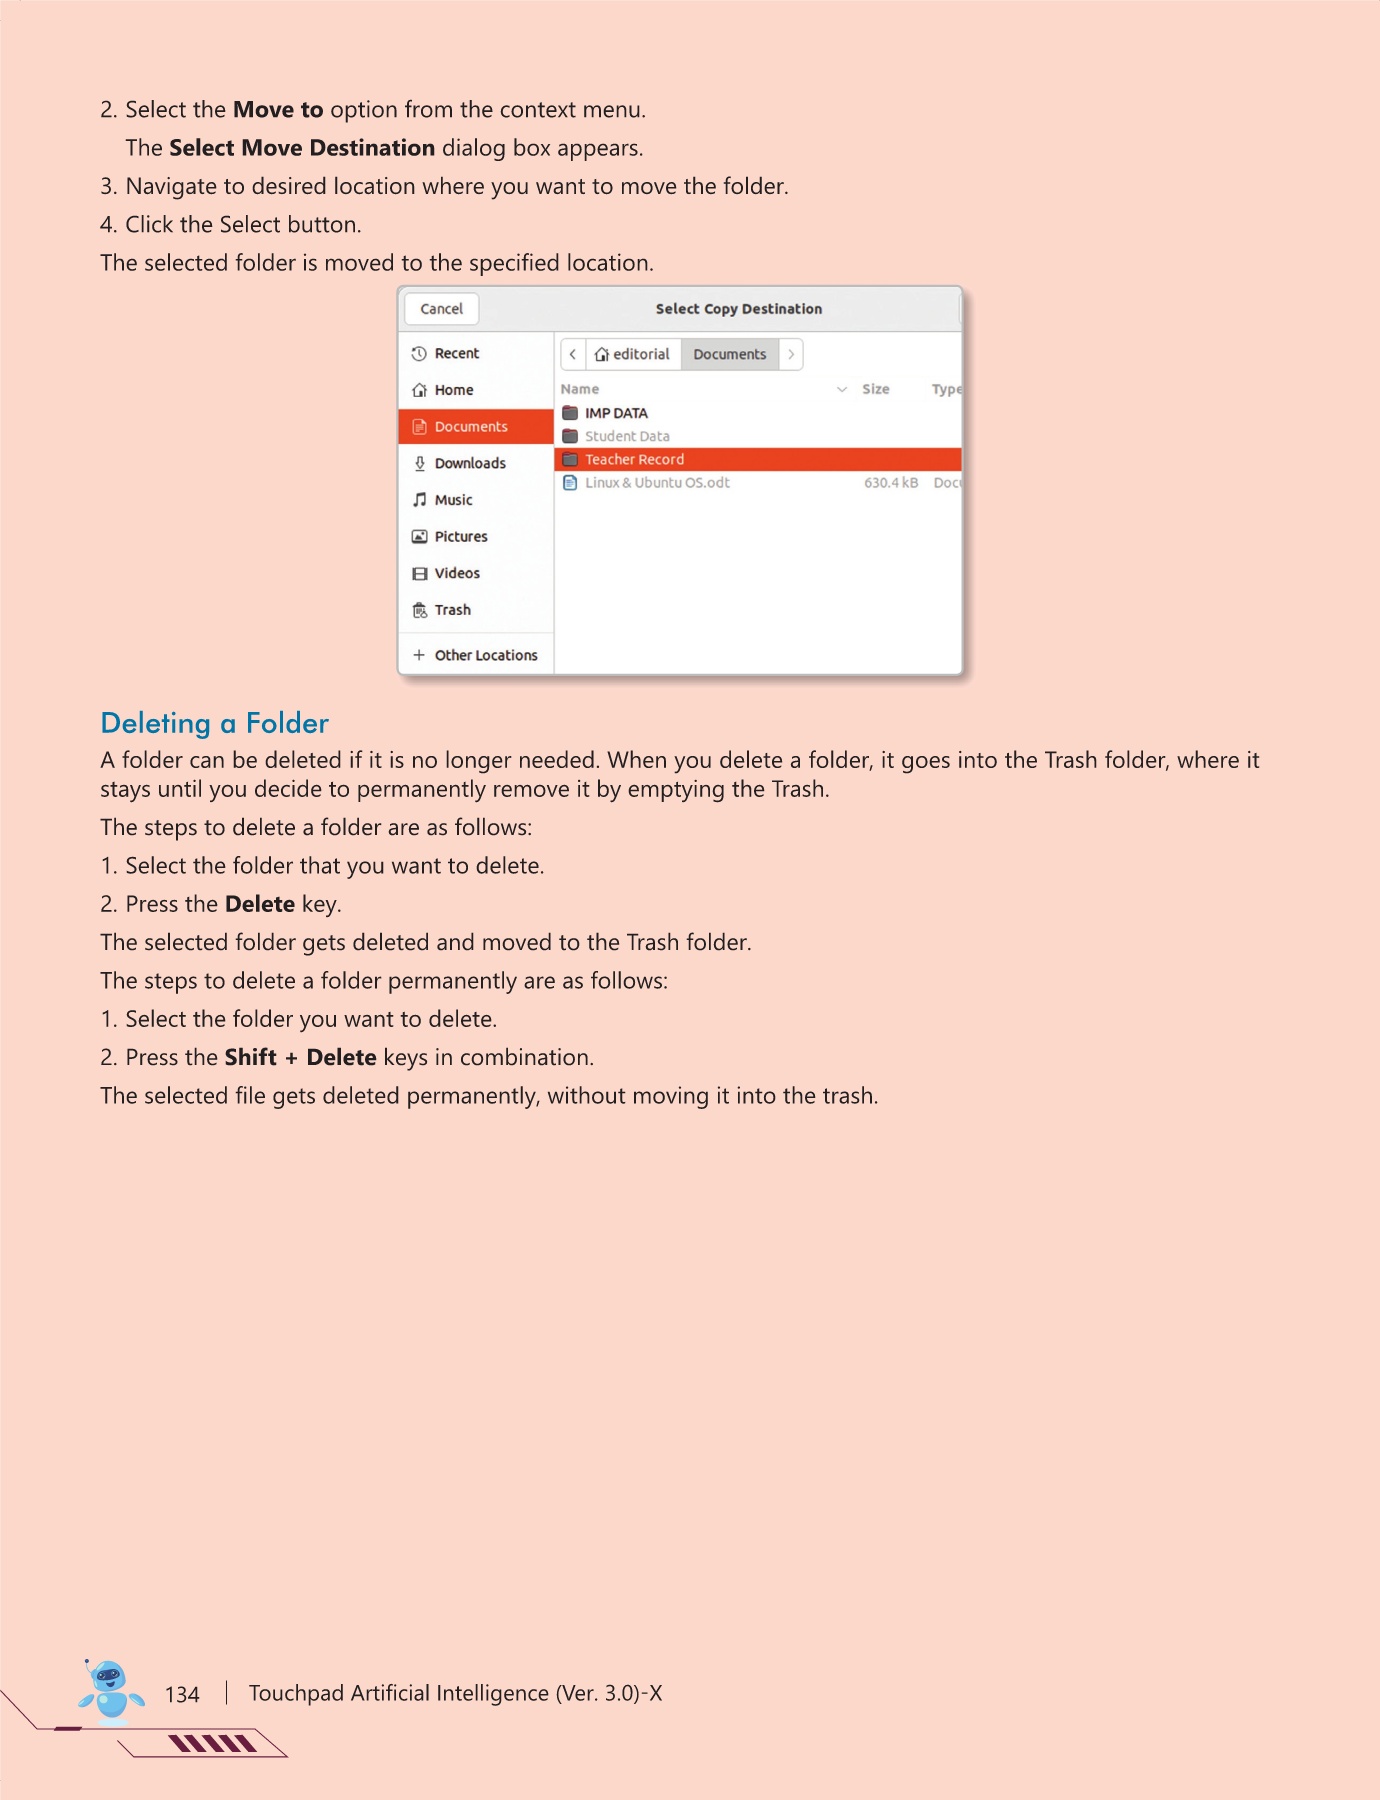 2. Select the Move to option from the context menu.
The Select Move Destination dialog box appears.
3. Navigate to desired location where you want to move the folder.
4. Click the Select button.
The selected folder is moved to the specified location.
Cancel Select Copy Destination
Recent
Home
Documents
Downloads
Music
Pictures
Videos
Trash
+ Other Locations
editorial Documents
Name Size Type
IMP DATA
Student Data
Teacher Record
Linux & Ubuntu OS.odt 630.4 kB
Deleting a Folder
A folder can be deleted if it is no longer needed. When you delete a folder, it goes into the Trash folder, where it
stays until you decide to permanently remove it by emptying the Trash.
The steps to delete a folder are as follows:
1. Select the folder that you want to delete.
2. Press the Delete key.
The selected folder gets deleted and moved to the Trash folder.
The steps to delete a folder permanently are as follows:
1. Select the folder you want to delete.
2. Press the Shift + Delete keys in combination.
The selected file gets deleted permanently, without moving it into the trash.
134 | Touchpad Artificial Intelligence (Ver. 3.0)-X